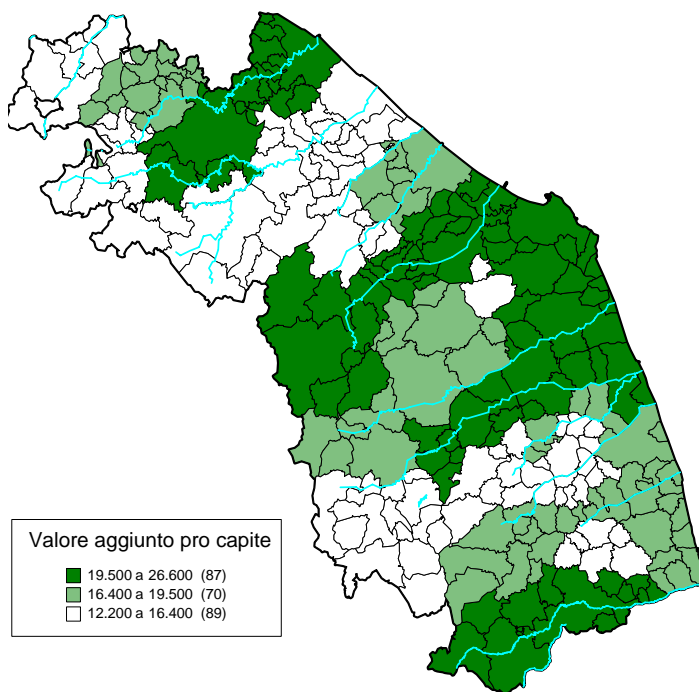 Valore aggiunto pro capite
19.500 a 26.600 (87)
16.400 a 19.500 (70)
12.200 a 16.400 (89)